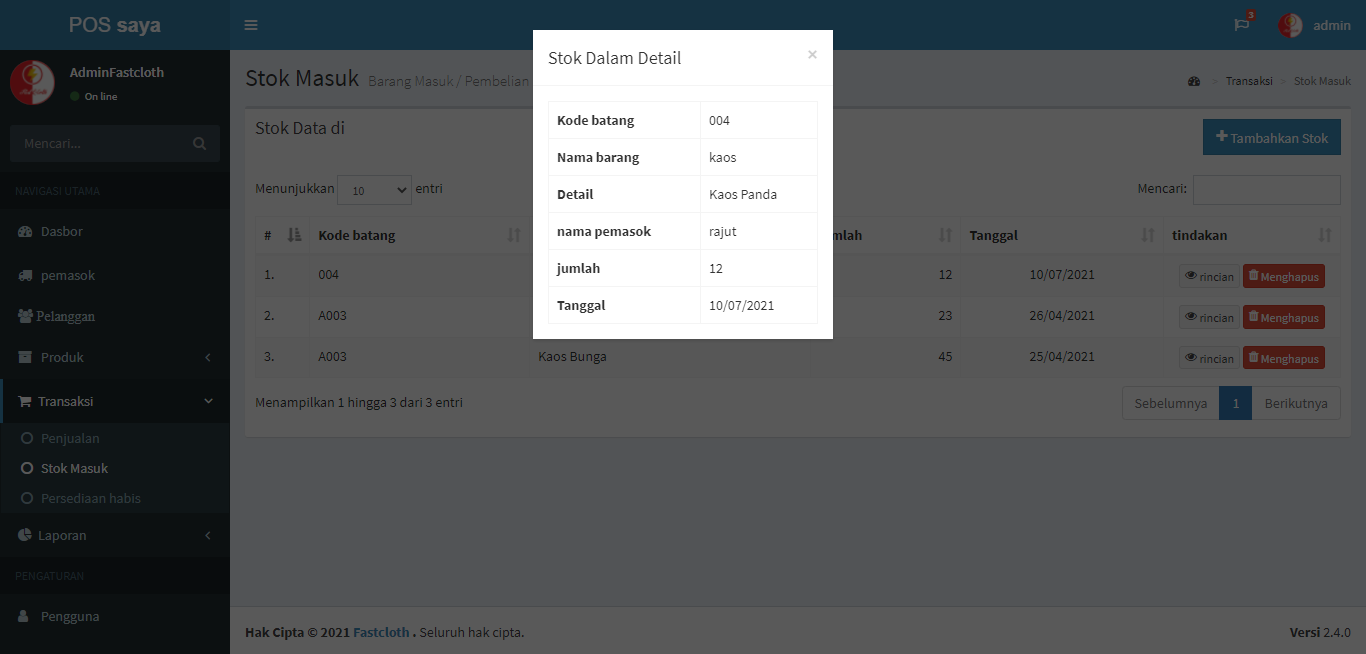 POS saya
3
admin
AdminFastcloth
On line
Mencari...
NAVIGASI UTAMA
Dasbor
pemasok
Pelanggan
Produk
Transaksi
Penjualan
Stok Masuk
Persediaan habis
Laporan
PENGATURAN
Pengguna
Stok Masuk Barang Masuk / Pembelian
> Transaksi > Stok Masuk
Stok Data di
+ Tambahkan Stok
Menunjukkan 10 entri
Mencari:
# Kode batang mlah Tanggal tindakan
1. 004 12 10/07/2021 rincian Menghapus
2. A003 23 26/04/2021 rincian Menghapus
3. A003 Kaos Bunga 45 25/04/2021 rincian Menghapus
Menampilkan 1 hingga 3 dari 3 entri
Sebelumnya 1 Berikutnya
Stok Dalam Detail ×
Kode batang 004
Nama barang kaos
Detail Kaos Panda
nama pemasok rajut
jumlah 12
Tanggal 10/07/2021
Hak Cipta © 2021 Fastcloth . Seluruh hak cipta.
Versi 2.4.0